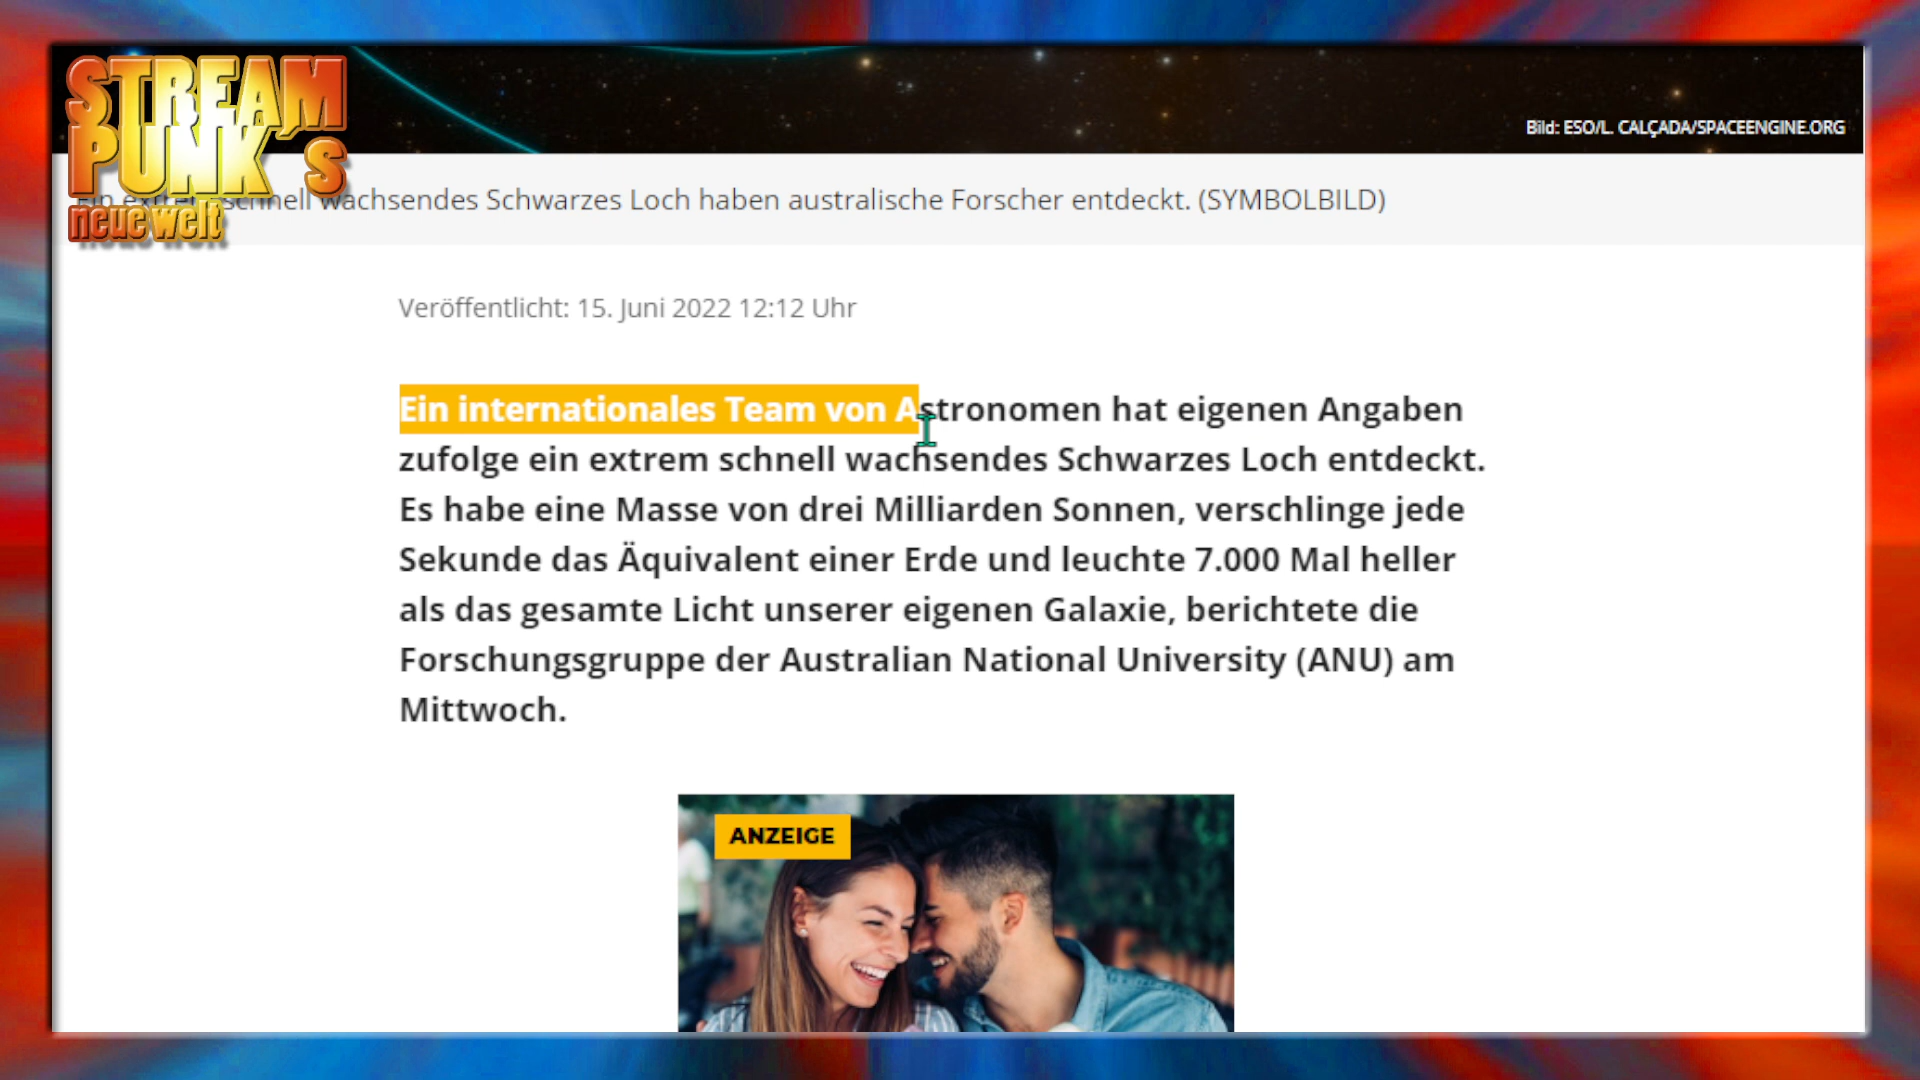 STREAM
PUNK´S
neue welt
Bild: ESO/L. CALÇADA/SPACEENGINE.ORG
schnell wachsendes Schwarzes Loch haben australische Forscher entdeckt. (SYMBOLBILD)
Veröffentlicht: 15. Juni 2022 12:12 Uhr
Ein internationales Team von Astronomen hat eigenen Angaben
zufolge ein extrem schnell wachsendes Schwarzes Loch entdeckt.
Es habe eine Masse von drei Milliarden Sonnen, verschlinge jede
Sekunde das Äquivalent einer Erde und leuchte 7.000 Mal heller
als das gesamte Licht unserer eigenen Galaxie, berichtete die
Forschungsgruppe der Australian National University (ANU) am
Mittwoch.
ANZEIGE